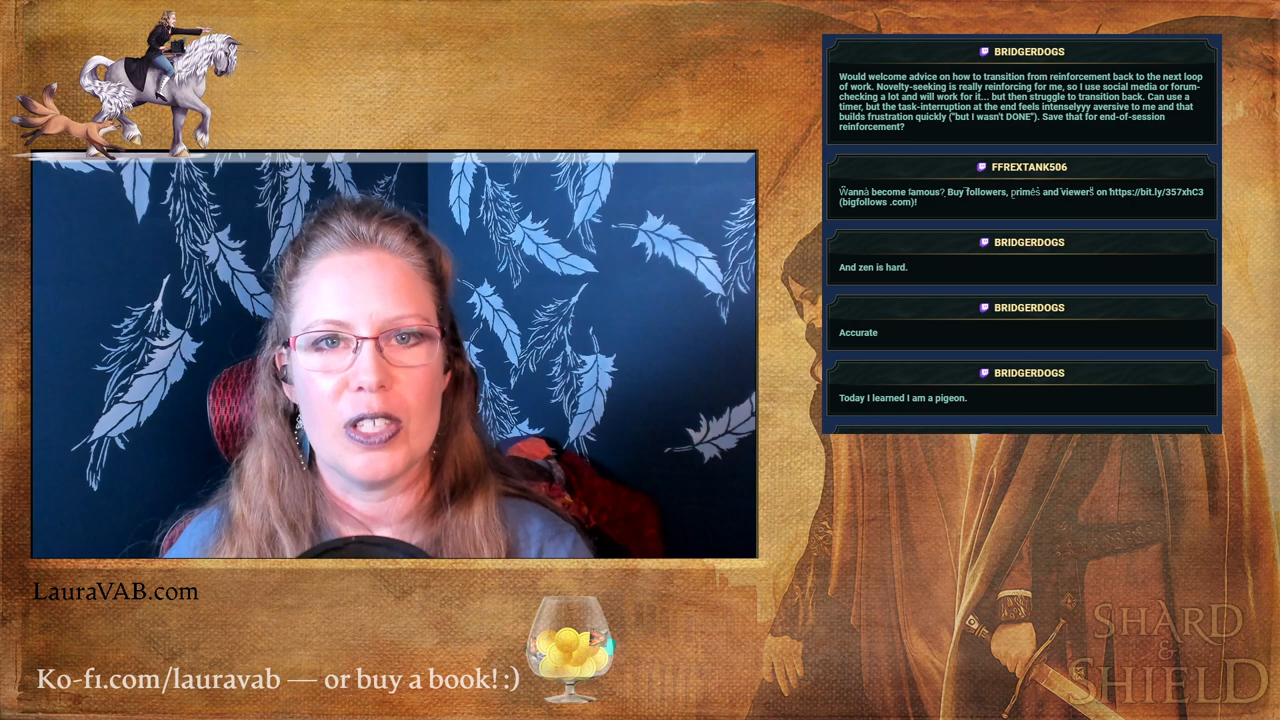 BRIDGERDOGS
Would welcome advice on how to transition from reinforcement back to the next loop
of work. Novelty-seeking is really reinforcing for me, so I use social media or forum-
checking a lot and will work for it... but then struggle to transition back. Can use a
timer, but the task-interruption at the end feels intenselyyy aversive to me and that
builds frustration quickly ("but I wasn't DONE"). Save that for end-of-session
reinforcement?
FFREXTANK506
Wanna become famous? Buy followers, primes and viewers on https://bit.ly/357xhC3
(bigfollows .com)!
BRIDGERDOGS
And zen is hard.
BRIDGERDOGS
Accurate
BRIDGERDOGS
Today I learned I am a pigeon.
LauraVAB.com
Ko-fi.com/lauravab — or buy a book! :)
SHARD
&
SHIELD